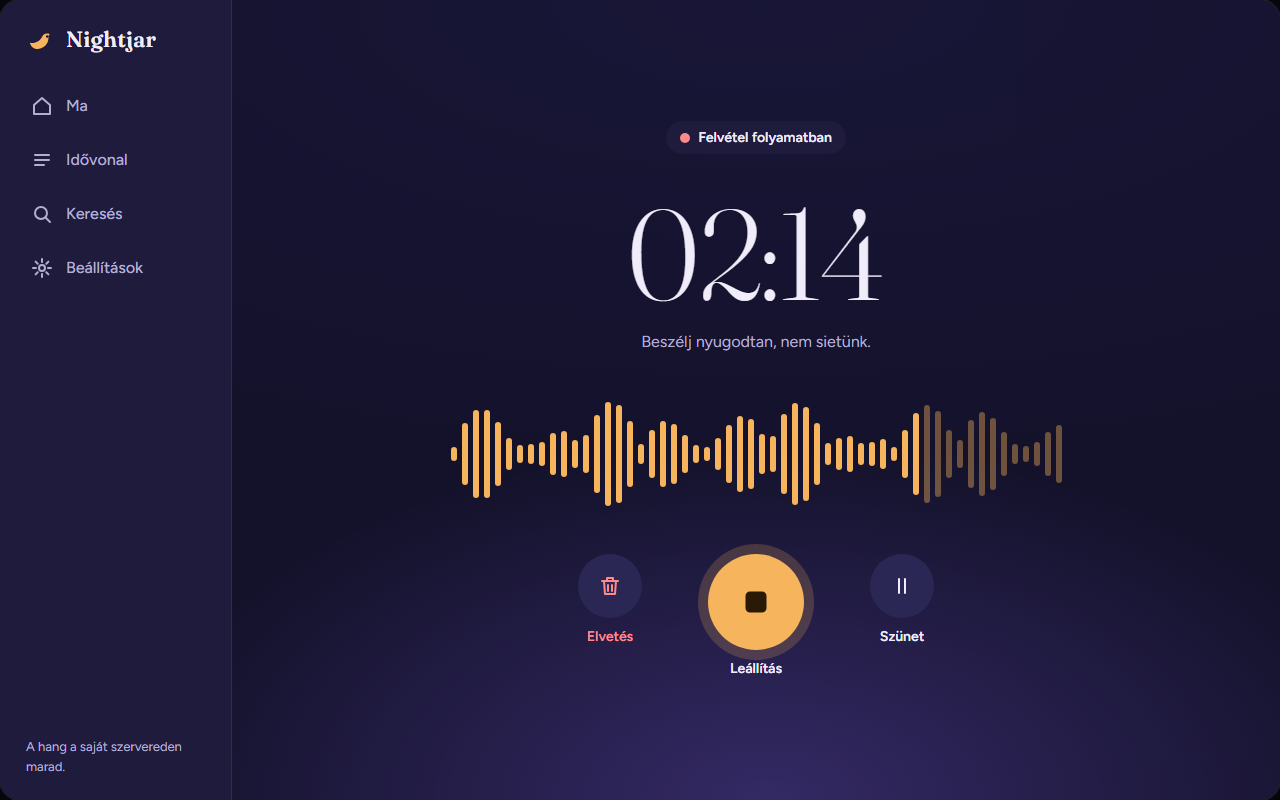 Nightjar
Ma
Idővonal
Keresés
Beállítások
A hang a saját szervereden
marad.
Felvétel folyamatban
02:14
Beszélj nyugodtan, nem sietünk.
Elvetés
Leállítás
Szünet